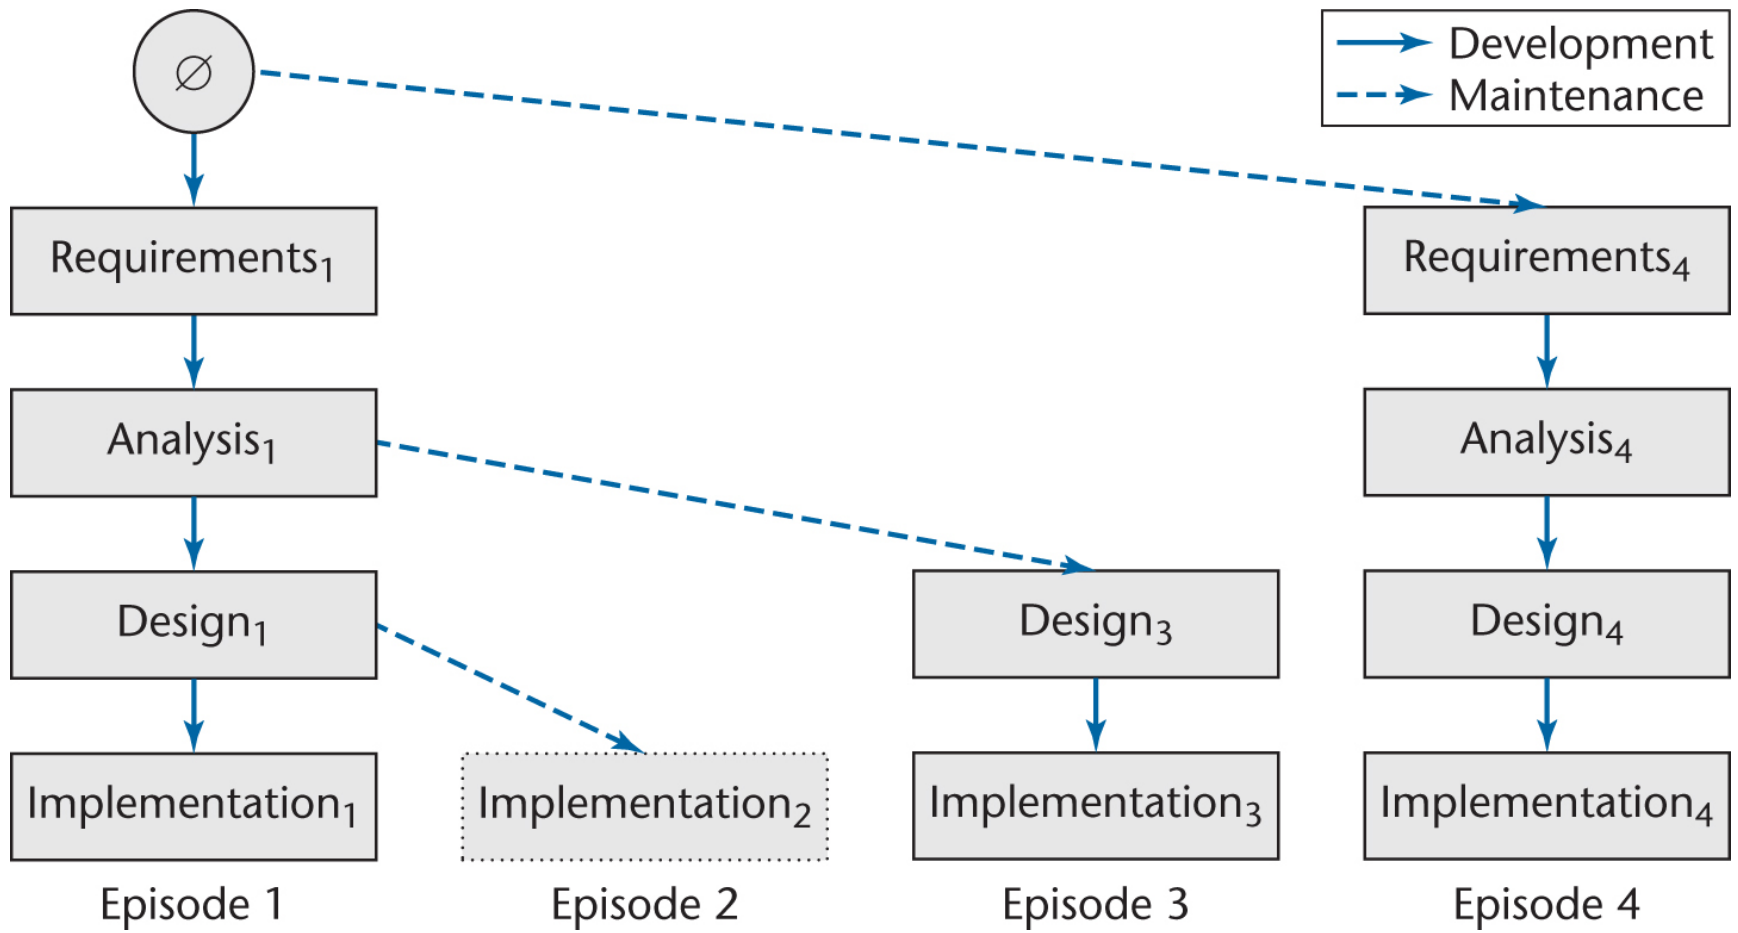 ∅
Development
Maintenance
Requirements₁
Requirements₄
Analysis₁
Analysis₄
Design₁
Design₃
Design₄
Implementation₁
Implementation₂
Implementation₃
Implementation₄
Episode 1
Episode 2
Episode 3
Episode 4